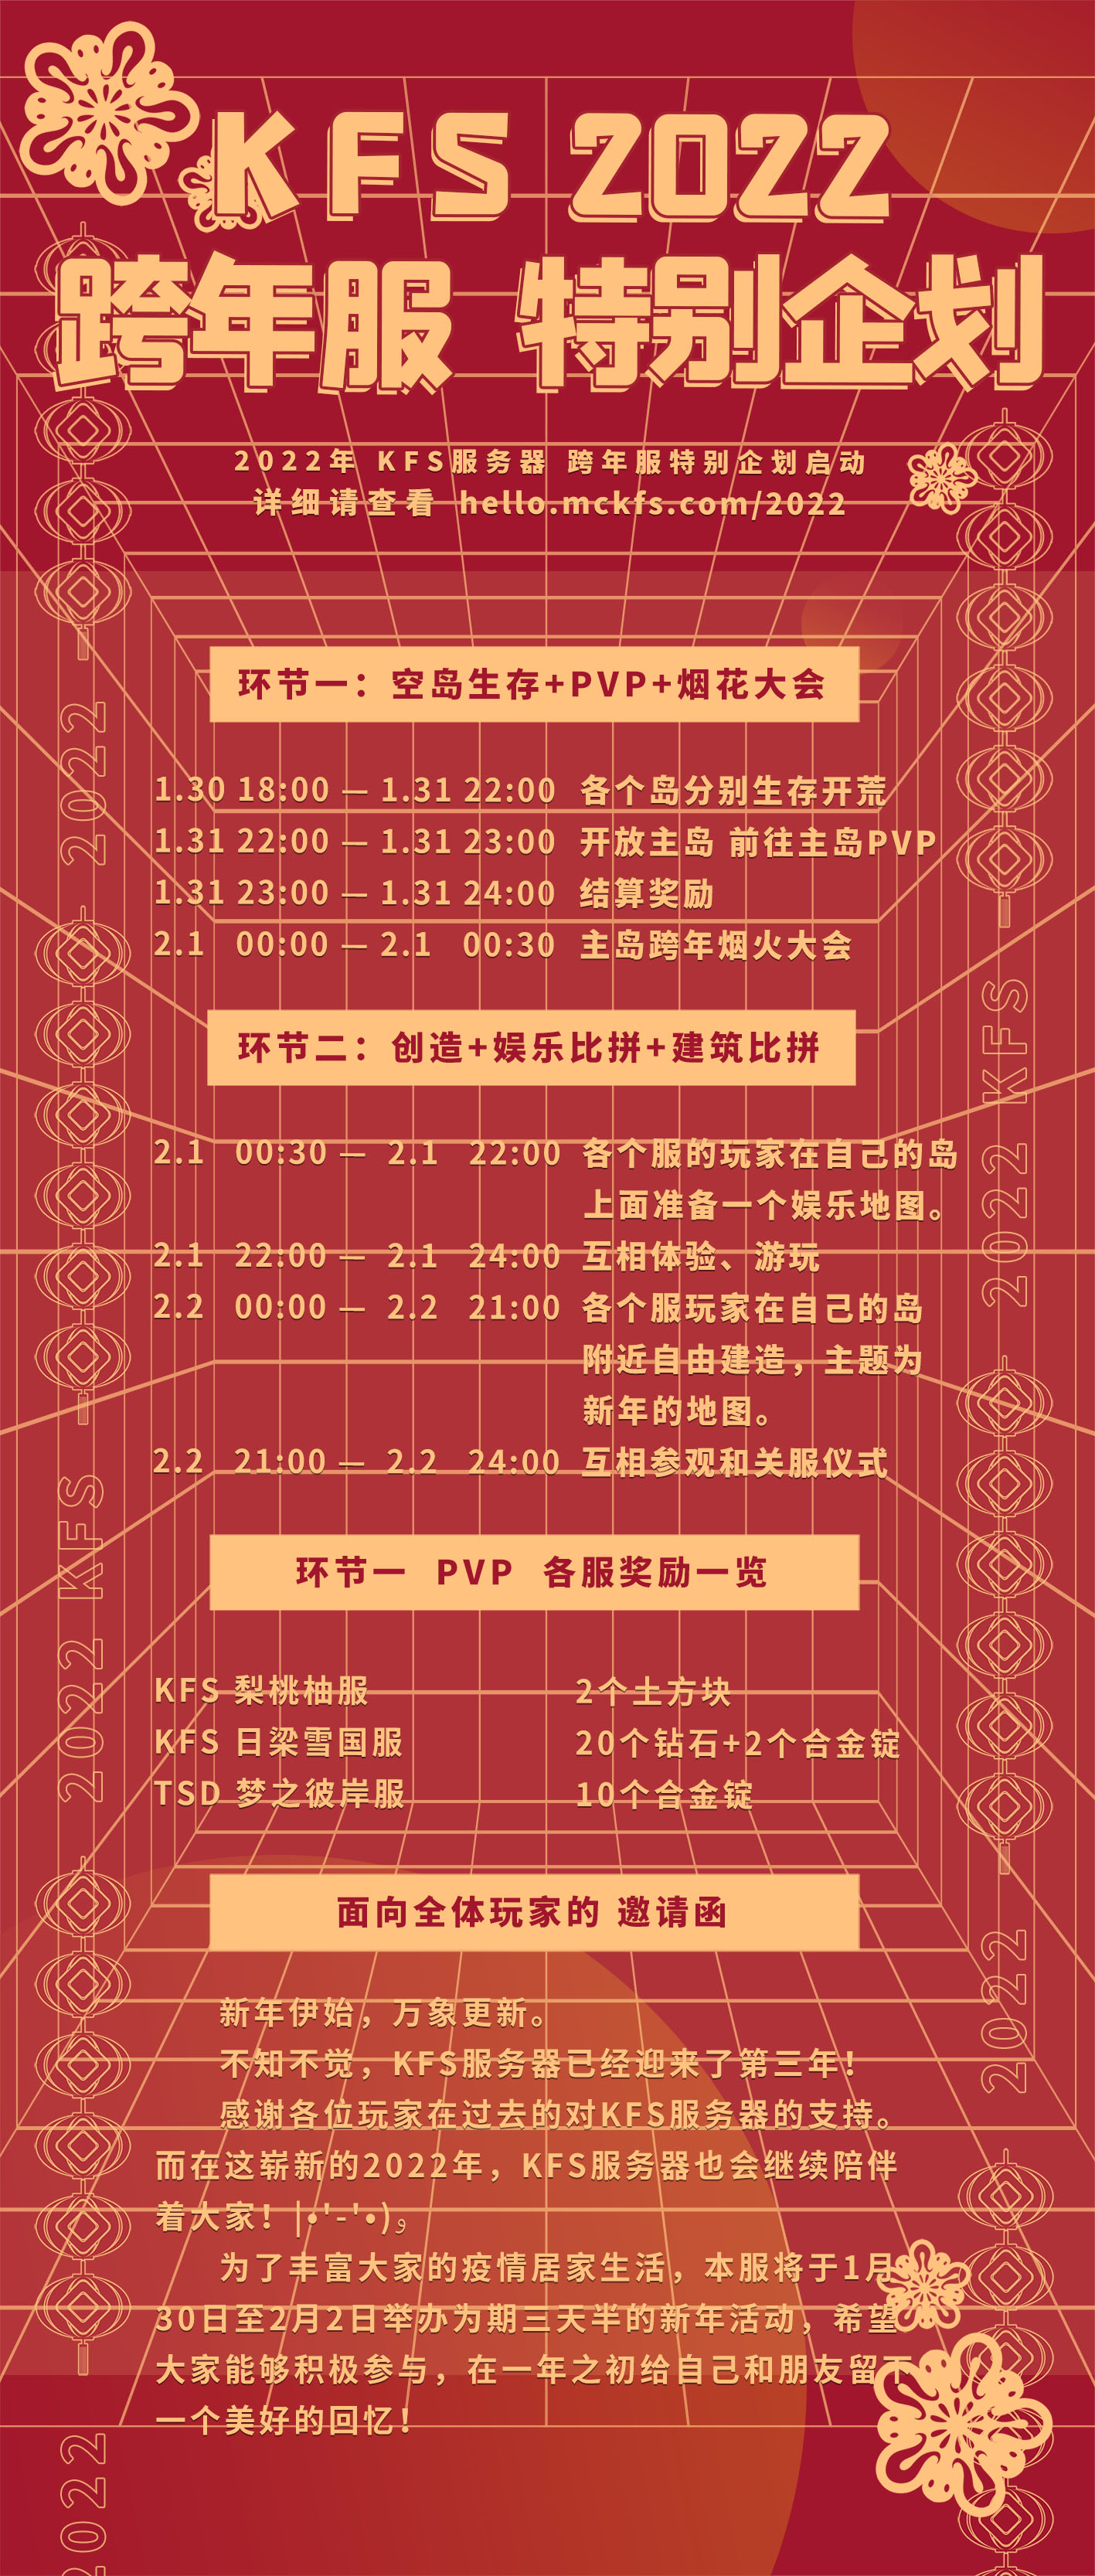 KFS 2022
跨年服 特别企划
2022年 KFS服务器 跨年服特别企划启动
详细请查看 hello.mckfs.com/2022
环节一：空岛生存+PVP+烟花大会
1.30 18:00 — 1.31 22:00 各个岛分别生存开荒
1.31 22:00 — 1.31 23:00 开放主岛 前往主岛PVP
1.31 23:00 — 1.31 24:00 结算奖励
2.1 00:00 — 2.1 00:30 主岛跨年烟火大会
环节二：创造+娱乐比拼+建筑比拼
2.1 00:30 — 2.1 22:00 各个服的玩家在自己的岛
上面准备一个娱乐地图。
2.1 22:00 — 2.1 24:00 互相体验、游玩
2.2 00:00 — 2.2 21:00 各个服玩家在自己的岛
附近自由建造，主题为
新年的地图。
2.2 21:00 — 2.2 24:00 互相参观和关服仪式
环节一 PVP 各服奖励一览
KFS 梨桃柚服 2个土方块
KFS 日梁雪国服 20个钻石+2个合金锭
TSD 梦之彼岸服 10个合金锭
面向全体玩家的 邀请函
新年伊始，万象更新。
不知不觉，KFS服务器已经迎来了第三年！
感谢各位玩家在过去的对KFS服务器的支持。
而在这崭新的2022年，KFS服务器也会继续陪伴
着大家！|•'-'•)و
为了丰富大家的疫情居家生活，本服将于1月
30日至2月2日举办为期三天半的新年活动，希望
大家能够积极参与，在一年之初给自己和朋友留下
一个美好的回忆！
2022
2022 KFS
2022
2022 KFS
2022